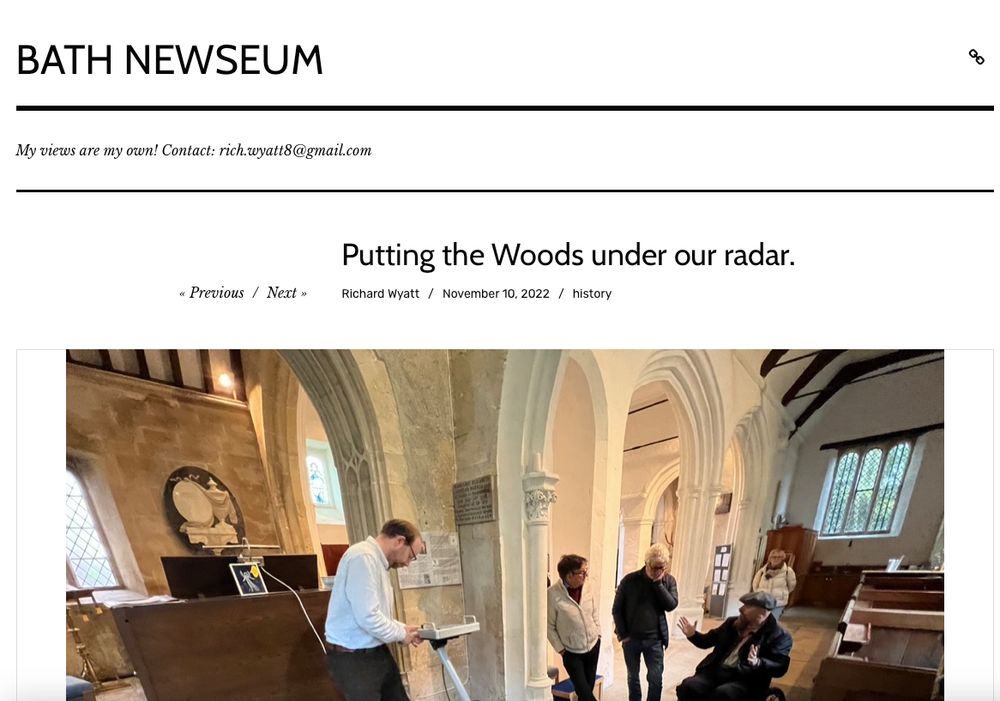 BATH NEWSEUM
My views are my own! Contact: rich.wyatt8@gmail.com
Putting the Woods under our radar.
« Previous / Next »
Richard Wyatt / November 10, 2022 / history